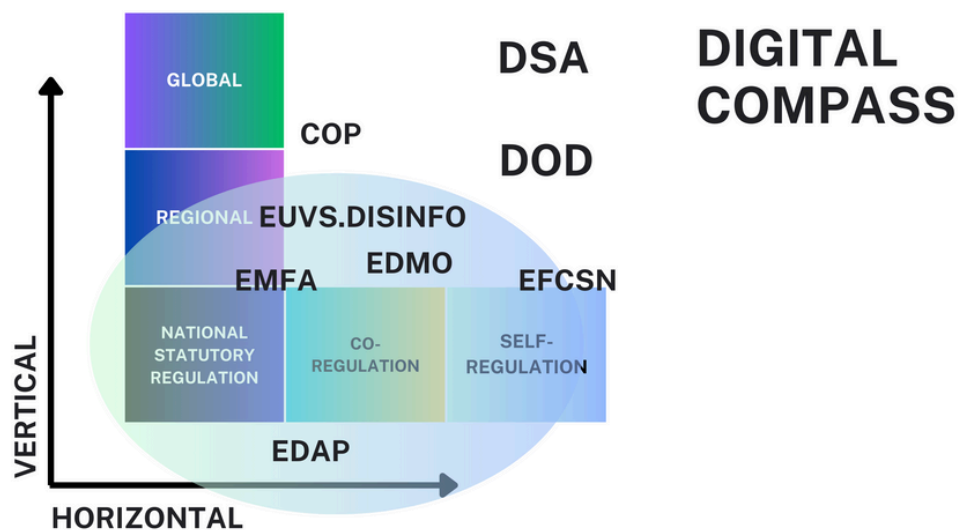 GLOBAL
DSA
DIGITAL
COMPASS
COP
DOD
REGIONAL
EUVS.DISINFO
EDMO
EMFA
EFCSN
NATIONAL
STATUTORY
REGULATION
CO-
REGULATION
SELF-
REGULATION
EDAP
VERTICAL
HORIZONTAL